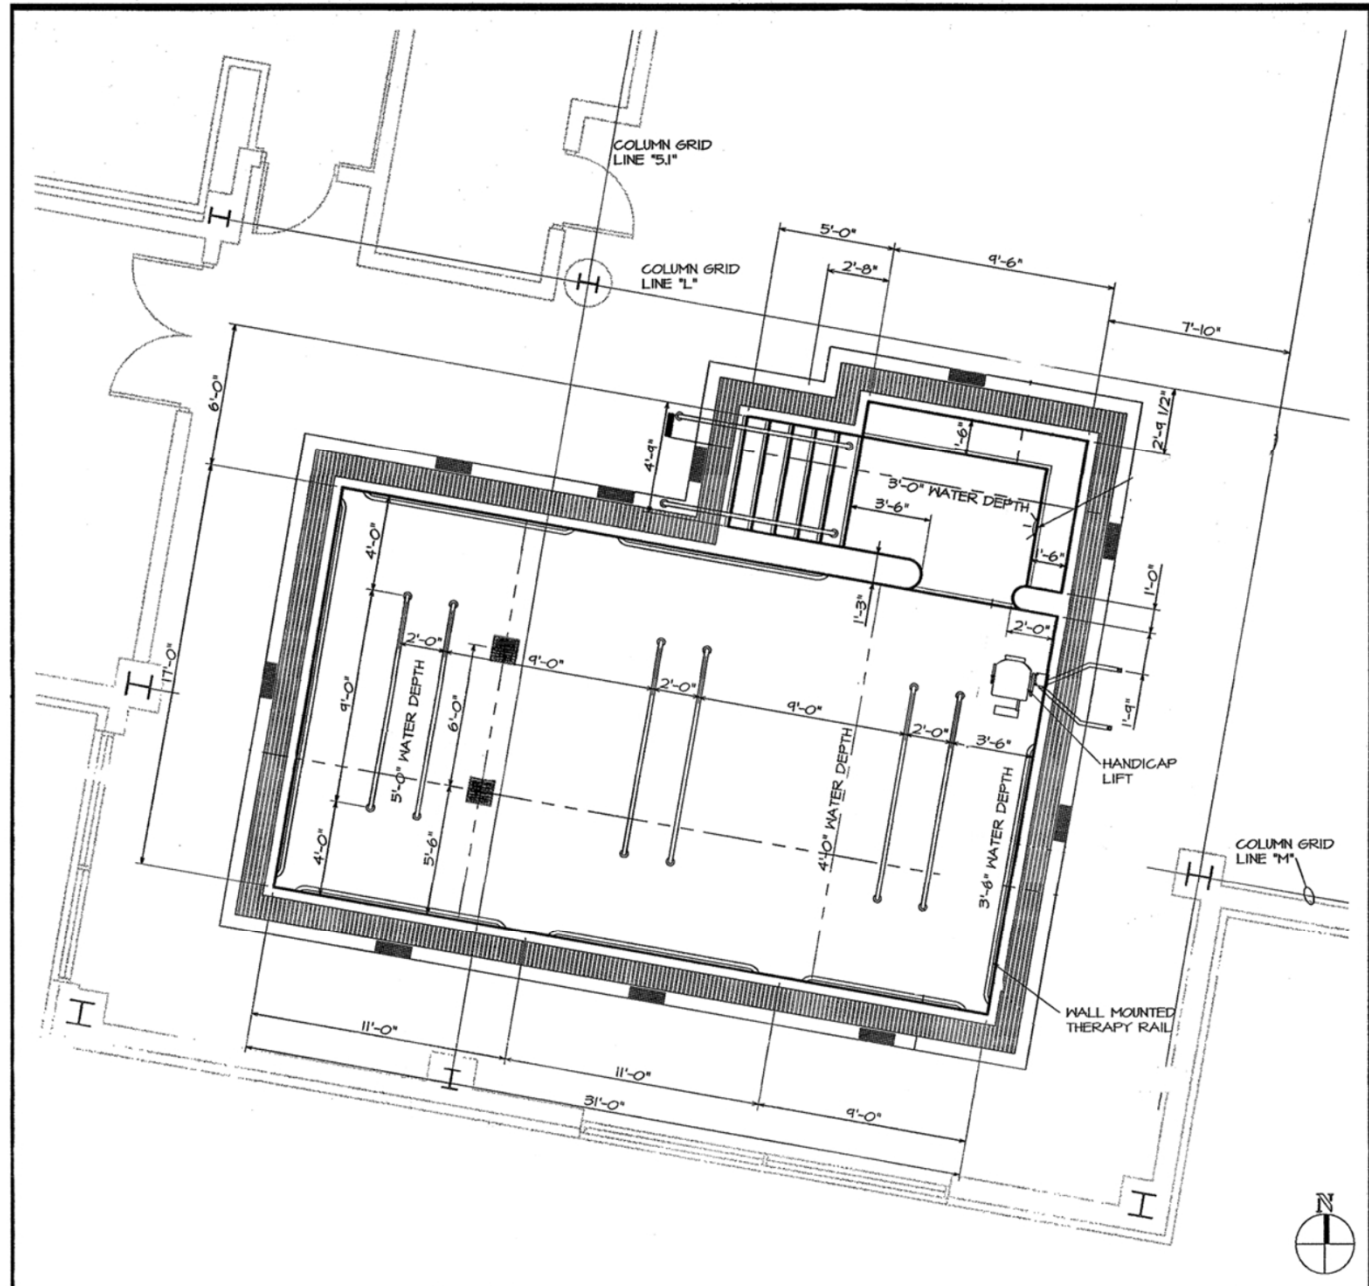 COLUMN GRID
LINE "5.1"
COLUMN GRID
LINE "L"
5'-0"
9'-6"
2'-8"
7'-10"
6'-0"
2'-9 1/2"
4'-9"
1'-6"
3'-0" WATER DEPTH
3'-6"
1'-6"
1'-0"
4'-0"
1'-3"
2'-0"
2'-0"
9'-0"
17'-0"
9'-0"
5'-0" WATER DEPTH
6'-0"
2'-0"
9'-0"
2'-0"
3'-6"
1'-9"
HANDICAP
LIFT
4'-0" WATER DEPTH
3'-6" WATER DEPTH
4'-0"
5'-6"
COLUMN GRID
LINE "M"
WALL MOUNTED
THERAPY RAIL
11'-0"
11'-0"
31'-0"
9'-0"
N